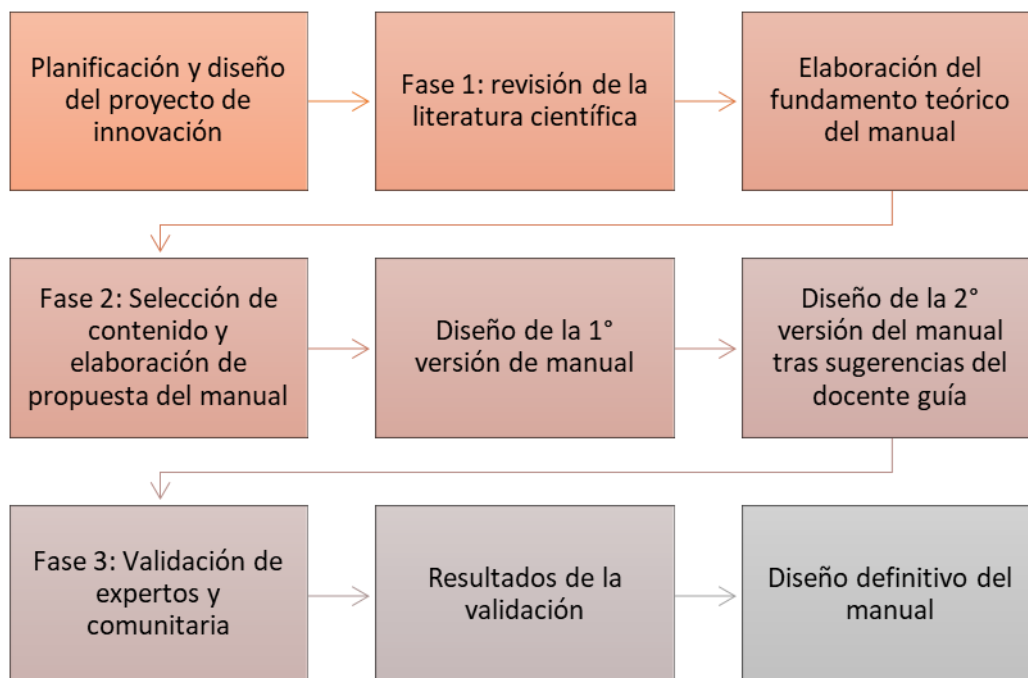 Planificación y diseño
del proyecto de
innovación
Fase 1: revisión de la
literatura científica
Elaboración del
fundamento teórico
del manual
Fase 2: Selección de
contenido y
elaboración de
propuesta del manual
Diseño de la 1°
versión de manual
Diseño de la 2°
versión del manual
tras sugerencias del
docente guía
Fase 3: Validación de
expertos y
comunitaria
Resultados de la
validación
Diseño definitivo del
manual